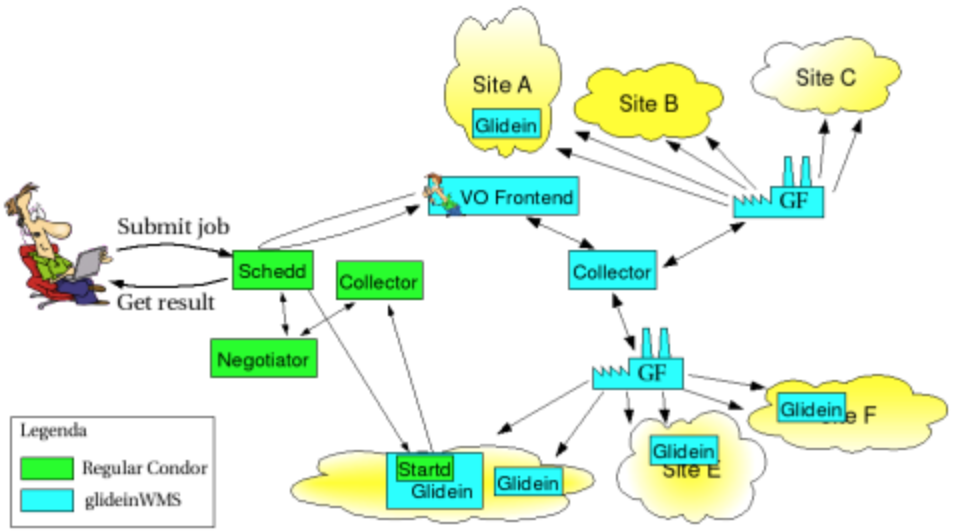 Site A
Glidein
Site B
Site C
GF
VO Frontend
Submit job
Schedd
Get result
Collector
Collector
Negotiator
GF
Glidein
Site F
Glidein
Site E
Startd
Glidein
Glidein
Legenda
Regular Condor
glideinWMS